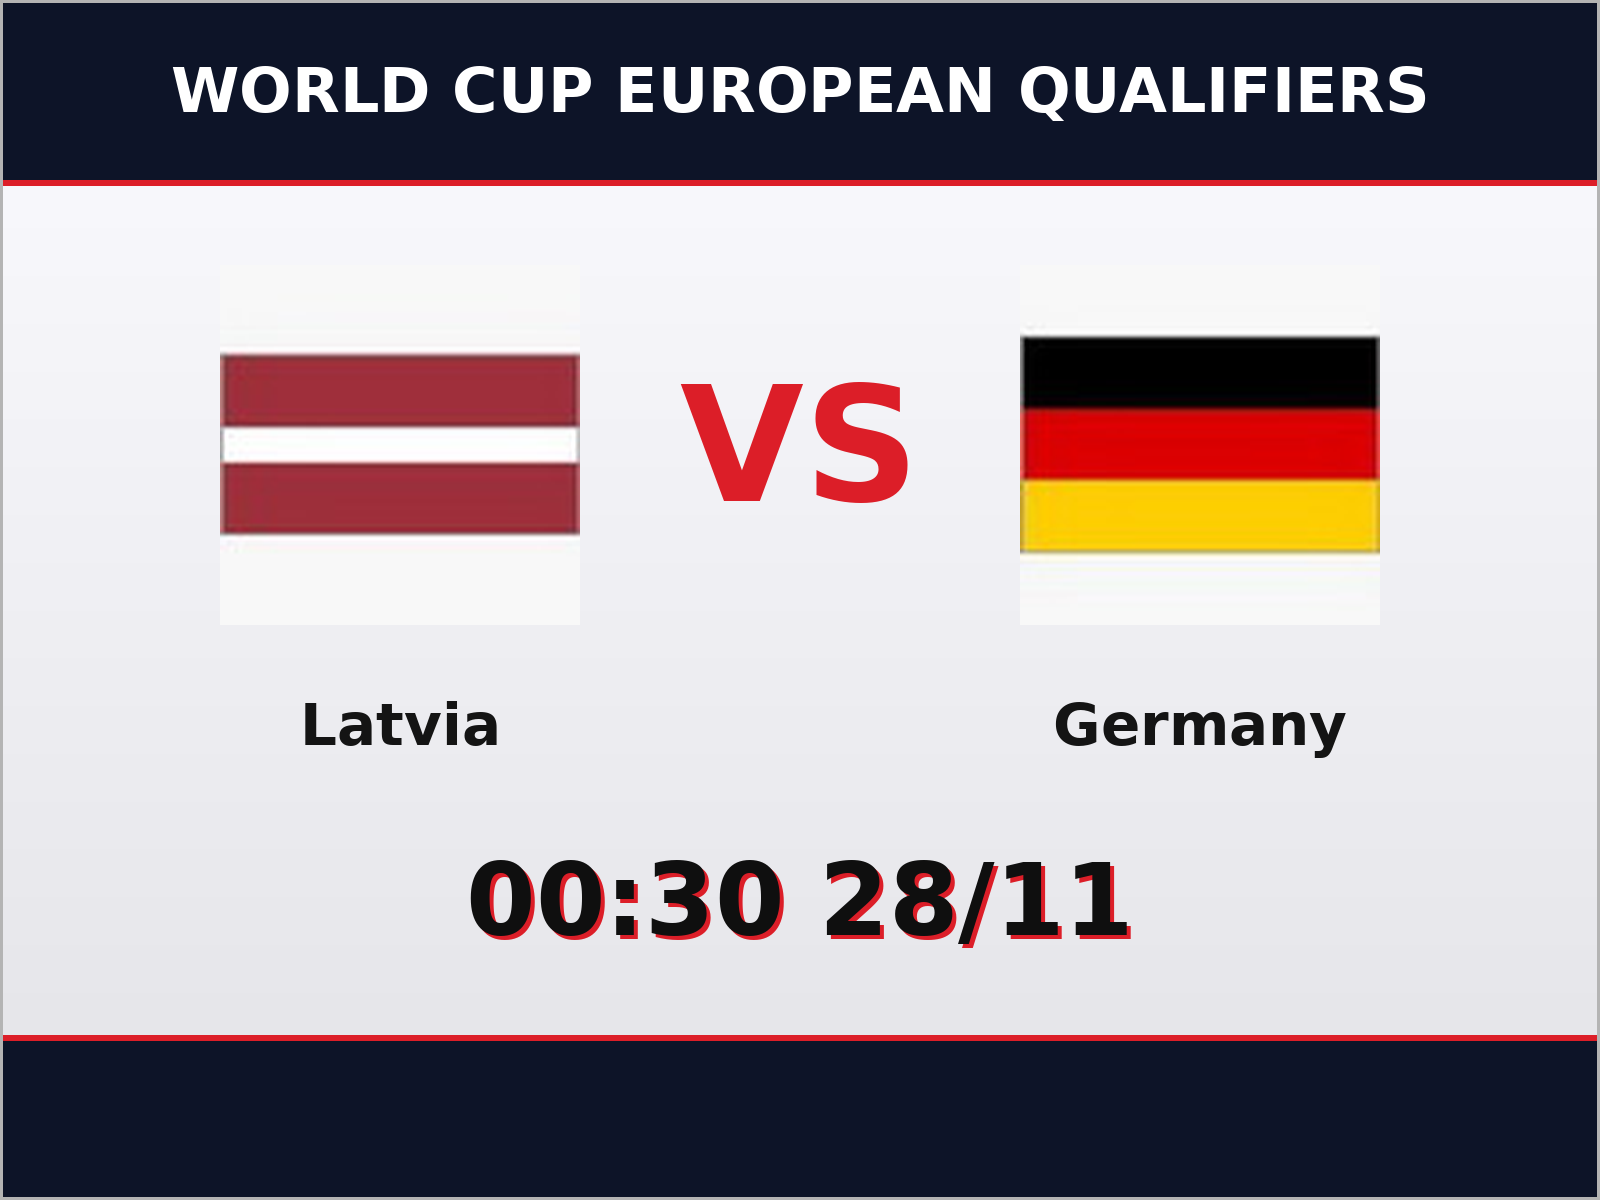 WORLD CUP EUROPEAN QUALIFIERS
VS
Latvia
Germany
00:30 28/11